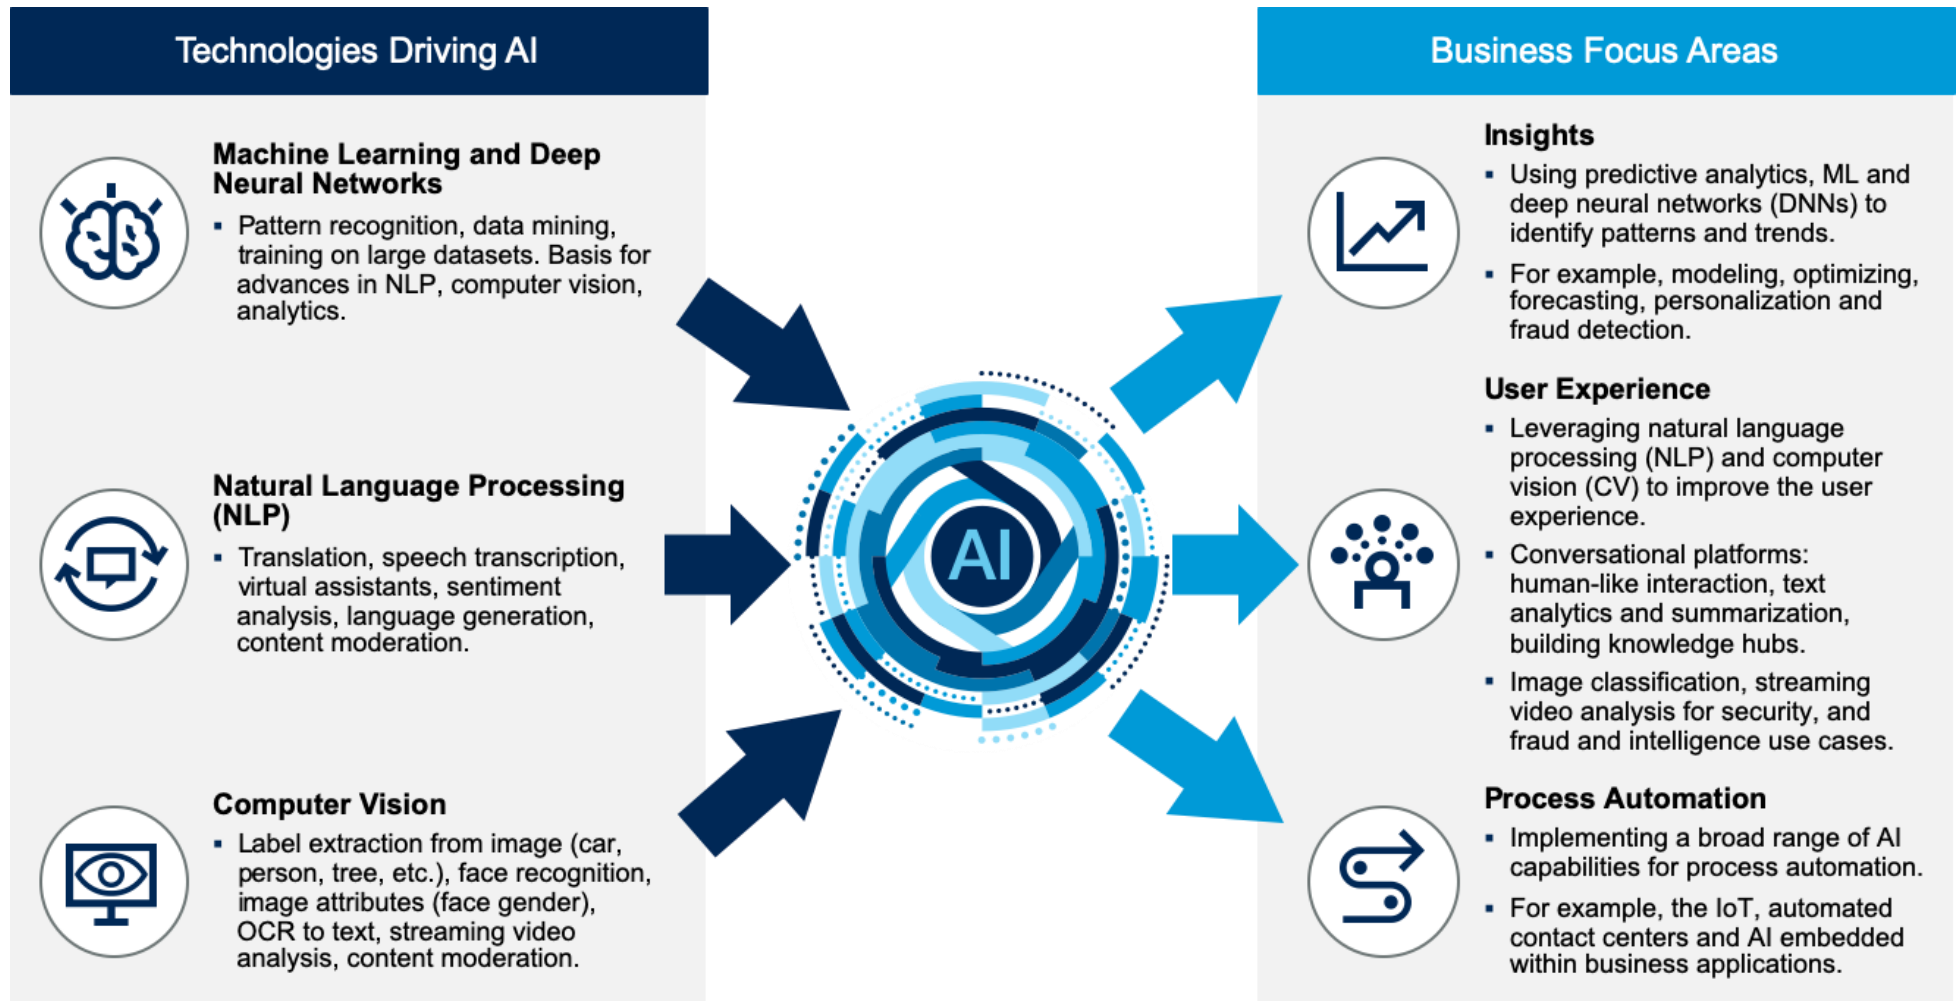 Technologies Driving AI
Machine Learning and Deep
Neural Networks
▪ Pattern recognition, data mining,
training on large datasets. Basis for
advances in NLP, computer vision,
analytics.
Natural Language Processing
(NLP)
▪ Translation, speech transcription,
virtual assistants, sentiment
analysis, language generation,
content moderation.
Computer Vision
▪ Label extraction from image (car,
person, tree, etc.), face recognition,
image attributes (face gender),
OCR to text, streaming video
analysis, content moderation.
AI
Business Focus Areas
Insights
▪ Using predictive analytics, ML and
deep neural networks (DNNs) to
identify patterns and trends.
▪ For example, modeling, optimizing,
forecasting, personalization and
fraud detection.
User Experience
▪ Leveraging natural language
processing (NLP) and computer
vision (CV) to improve the user
experience.
▪ Conversational platforms:
human-like interaction, text
analytics and summarization,
building knowledge hubs.
▪ Image classification, streaming
video analysis for security, and
fraud and intelligence use cases.
Process Automation
▪ Implementing a broad range of AI
capabilities for process automation.
▪ For example, the IoT, automated
contact centers and AI embedded
within business applications.